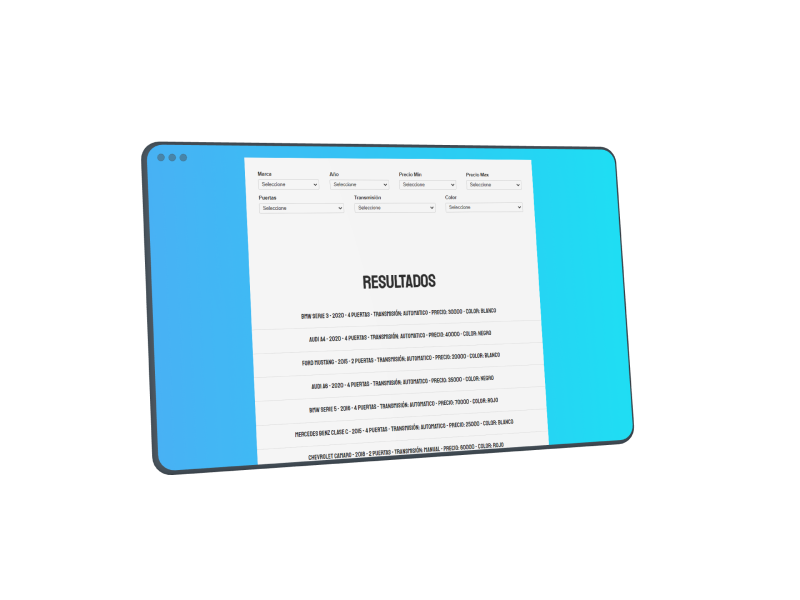 Marca Año Precio Min Precio Max
Seleccione Seleccione Seleccione Seleccione
Puertas Transmisión Color
Seleccione Seleccione Seleccione
RESULTADOS
BMW SERIE 3 - 2020 - 4 PUERTAS - TRANSMISIÓN: AUTOMATICO - PRECIO: 30000 - COLOR: BLANCO
AUDI A4 - 2020 - 4 PUERTAS - TRANSMISIÓN: AUTOMATICO - PRECIO: 40000 - COLOR: NEGRO
FORD MUSTANG - 2015 - 2 PUERTAS - TRANSMISIÓN: AUTOMATICO - PRECIO: 20000 - COLOR: BLANCO
AUDI A6 - 2020 - 4 PUERTAS - TRANSMISIÓN: AUTOMATICO - PRECIO: 35000 - COLOR: NEGRO
BMW SERIE 5 - 2016 - 4 PUERTAS - TRANSMISIÓN: AUTOMATICO - PRECIO: 70000 - COLOR: ROJO
MERCEDES BENZ CLASE C - 2015 - 4 PUERTAS - TRANSMISIÓN: AUTOMATICO - PRECIO: 25000 - COLOR: BLANCO
CHEVROLET CAMARO - 2018 - 2 PUERTAS - TRANSMISIÓN: MANUAL - PRECIO: 60000 - COLOR: ROJO